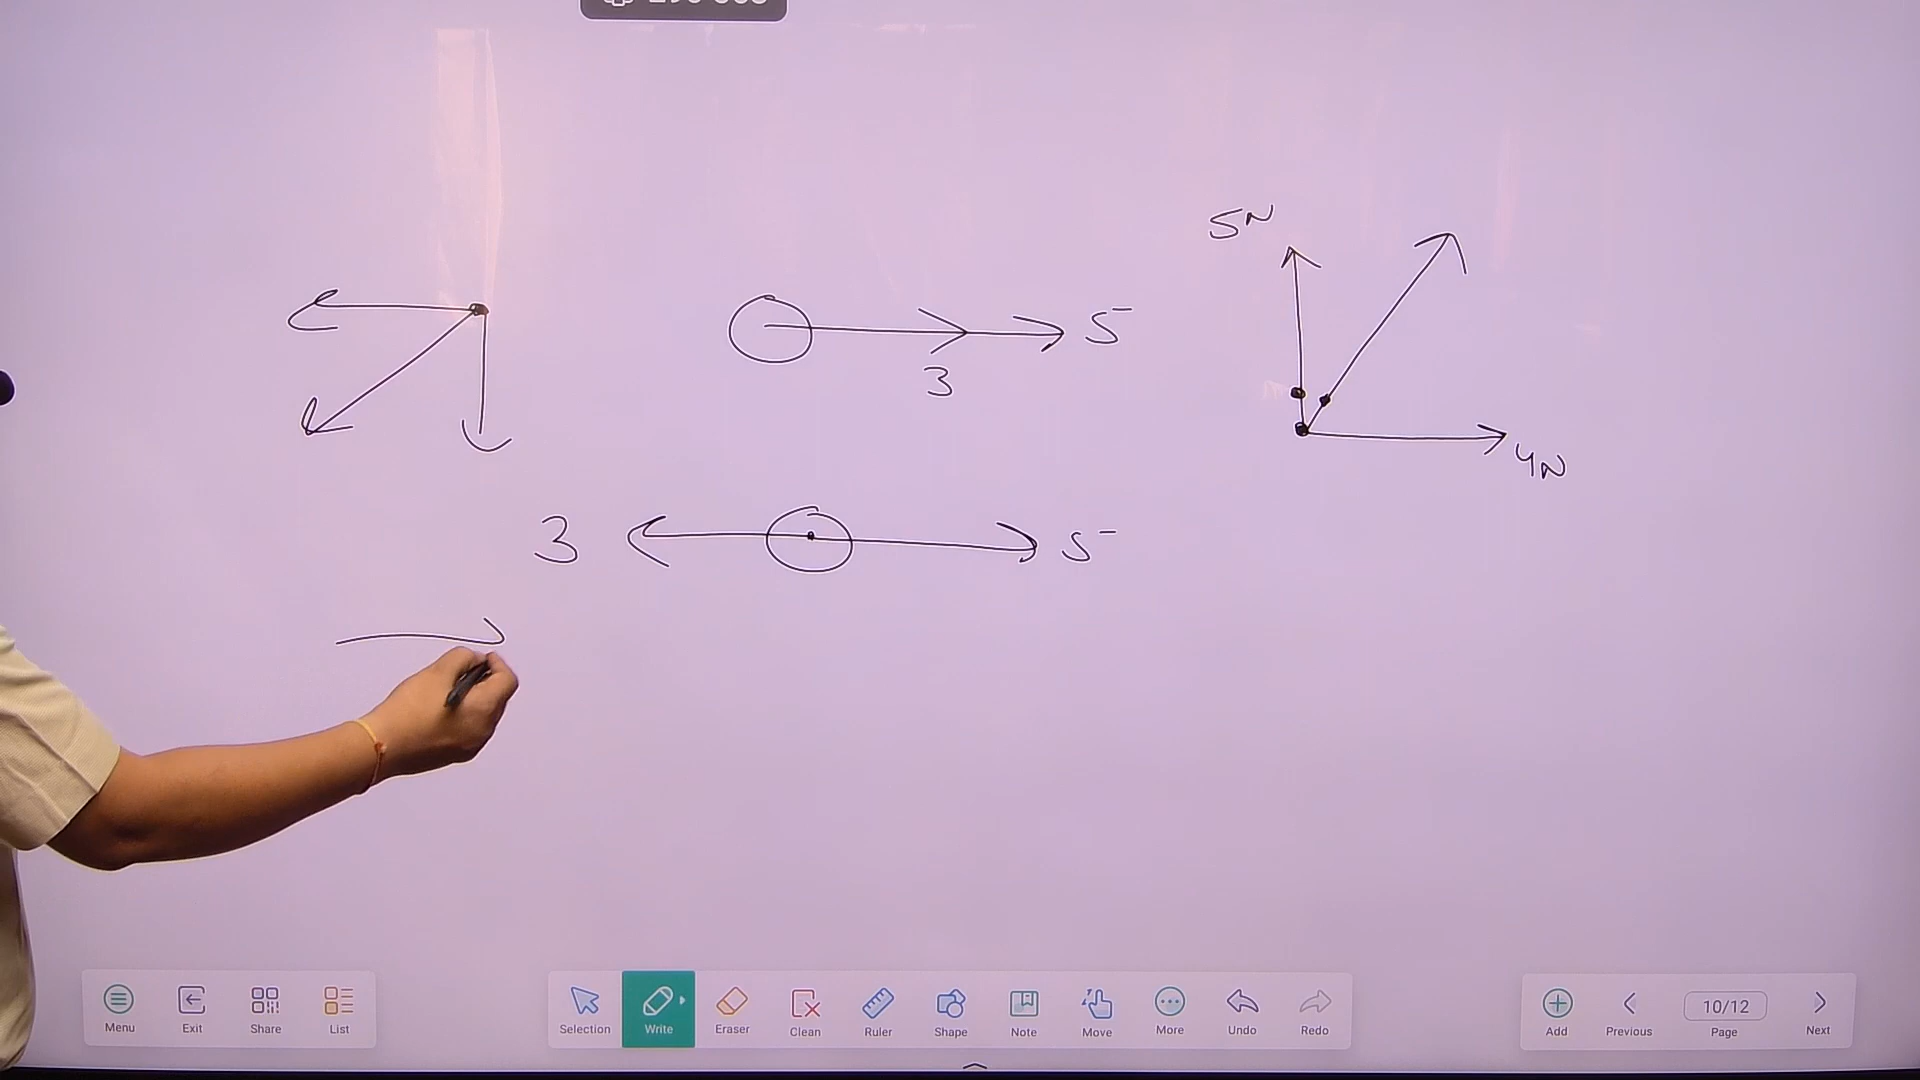 5N
5
3
4N
3 5
Menu Exit Share List Selection Write Eraser Clean Ruler Shape Note Move More Undo Redo Add Previous 10/12 Page Next